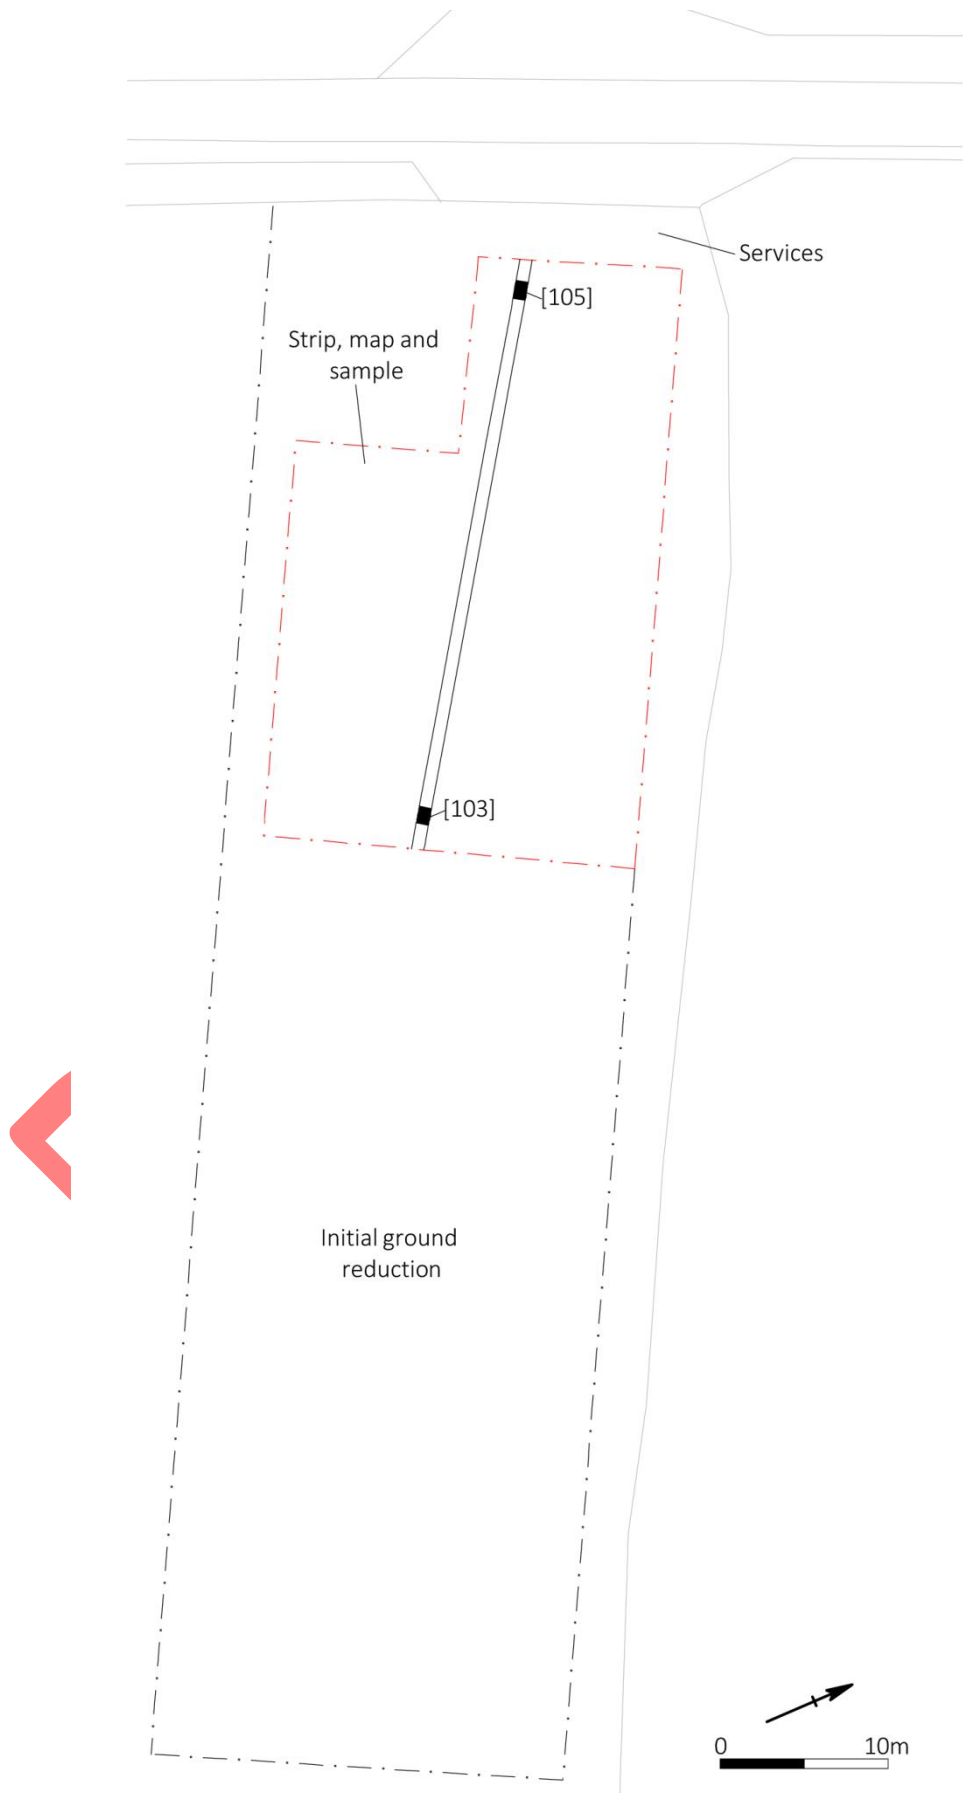 Services
[105]
Strip, map and
sample
[103]
Initial ground
reduction
0 10m